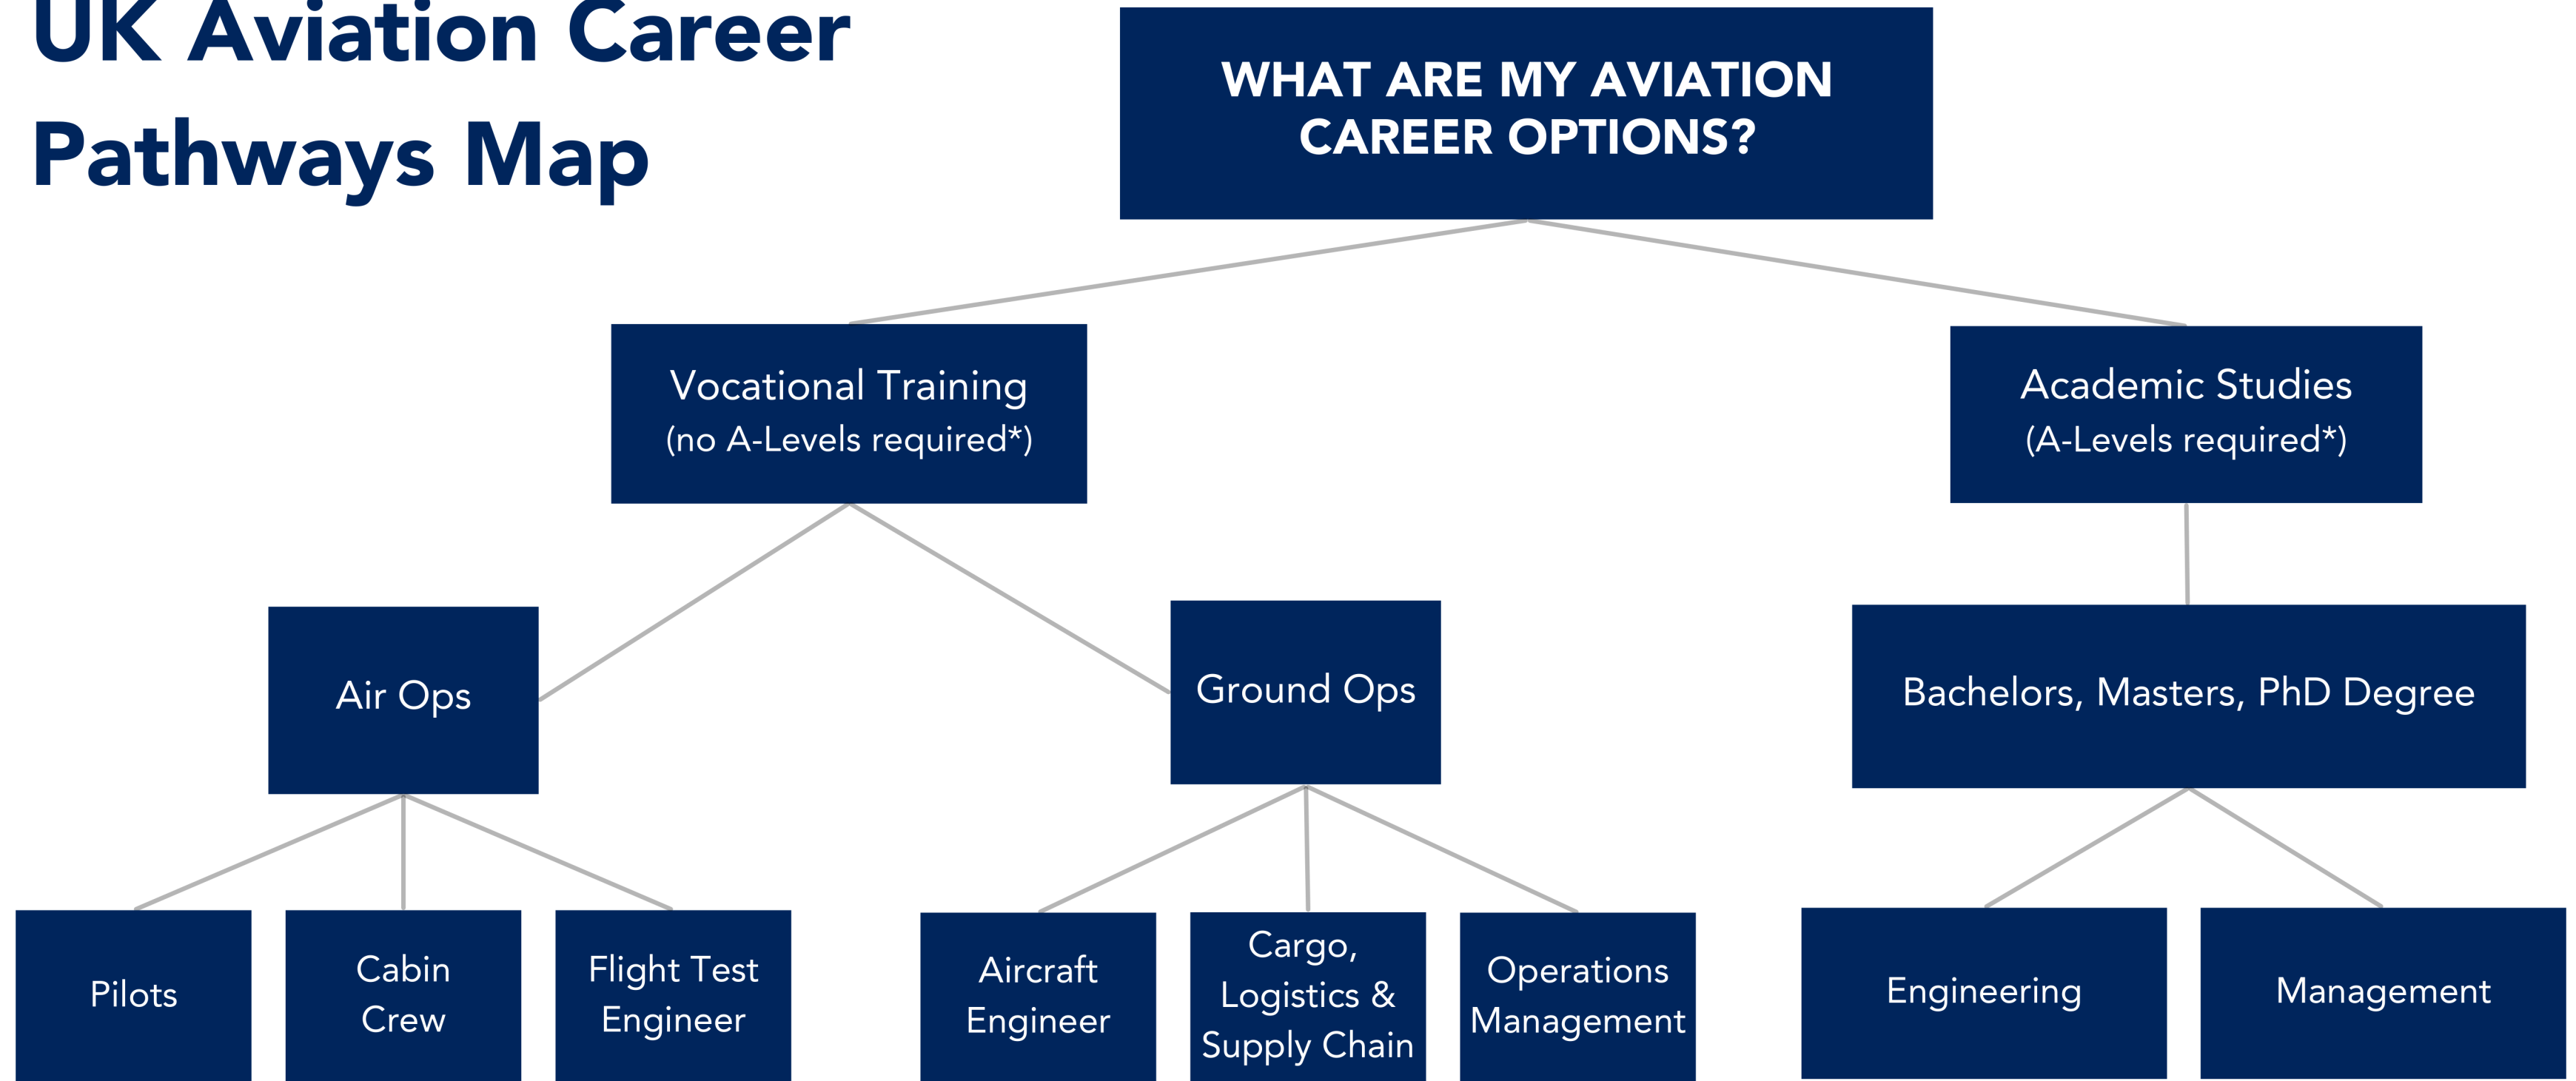 UK Aviation Career
Pathways Map
WHAT ARE MY AVIATION
CAREER OPTIONS?
Vocational Training
(no A-Levels required*)
Academic Studies
(A-Levels required*)
Air Ops
Ground Ops
Bachelors, Masters, PhD Degree
Pilots
Cabin
Crew
Flight Test
Engineer
Aircraft
Engineer
Cargo,
Logistics &
Supply Chain
Operations
Management
Engineering
Management